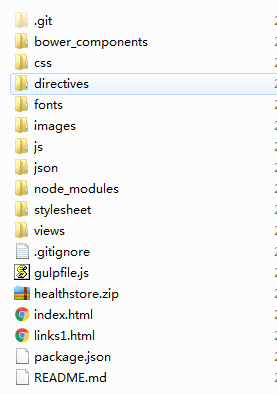 .git
bower_components
css
directives
fonts
images
js
json
node_modules
stylesheet
views
.gitignore
gulpfile.js
healthstore.zip
index.html
links1.html
package.json
README.md